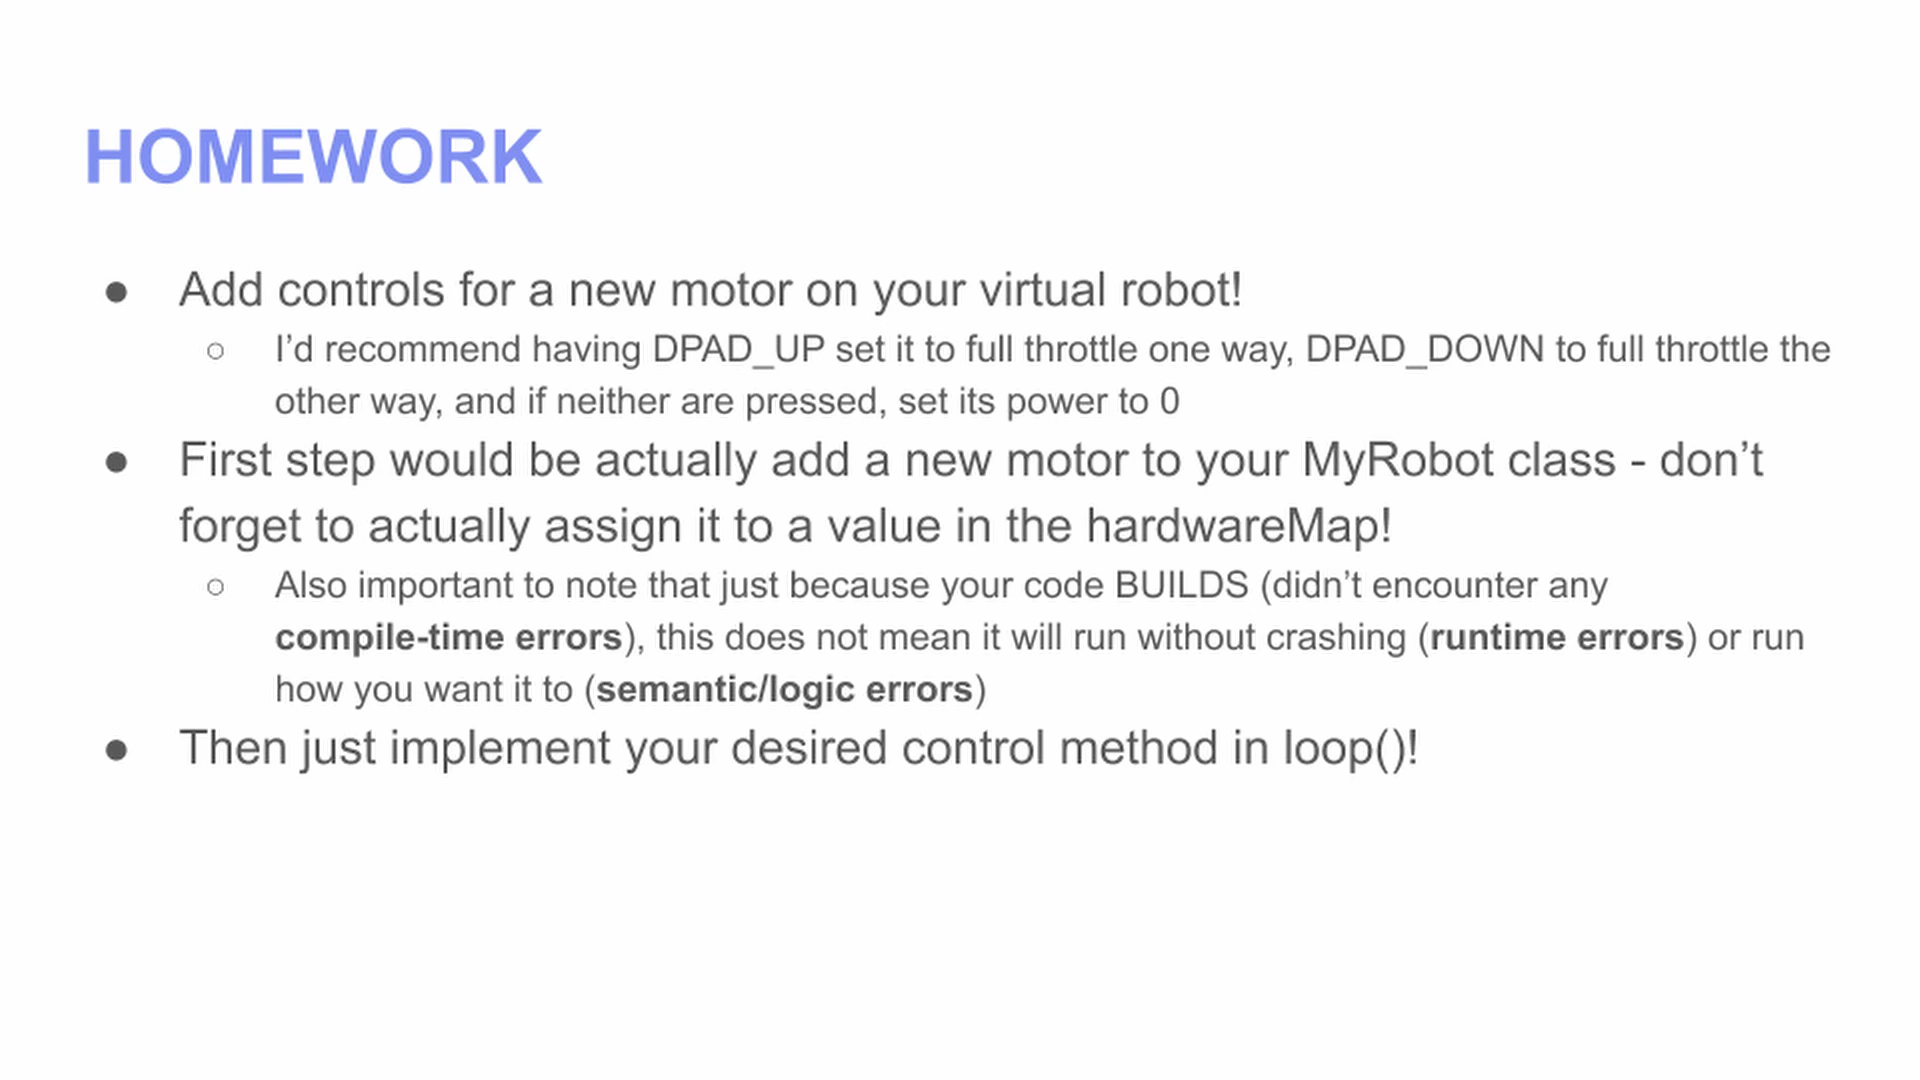 HOMEWORK
● Add controls for a new motor on your virtual robot!
○ I’d recommend having DPAD_UP set it to full throttle one way, DPAD_DOWN to full throttle the
other way, and if neither are pressed, set its power to 0
● First step would be actually add a new motor to your MyRobot class - don’t
forget to actually assign it to a value in the hardwareMap!
○ Also important to note that just because your code BUILDS (didn’t encounter any
compile-time errors), this does not mean it will run without crashing (runtime errors) or run
how you want it to (semantic/logic errors)
● Then just implement your desired control method in loop()!